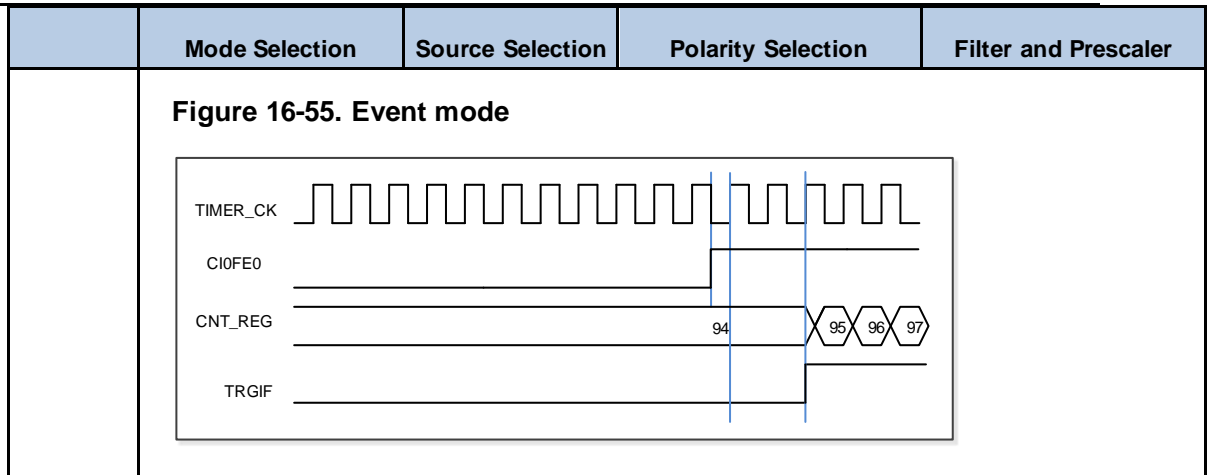 Mode Selection Source Selection Polarity Selection Filter and Prescaler
Figure 16-55. Event mode
TIMER_CK
CI0FE0
CNT_REG 94 95 96 97
TRGIF